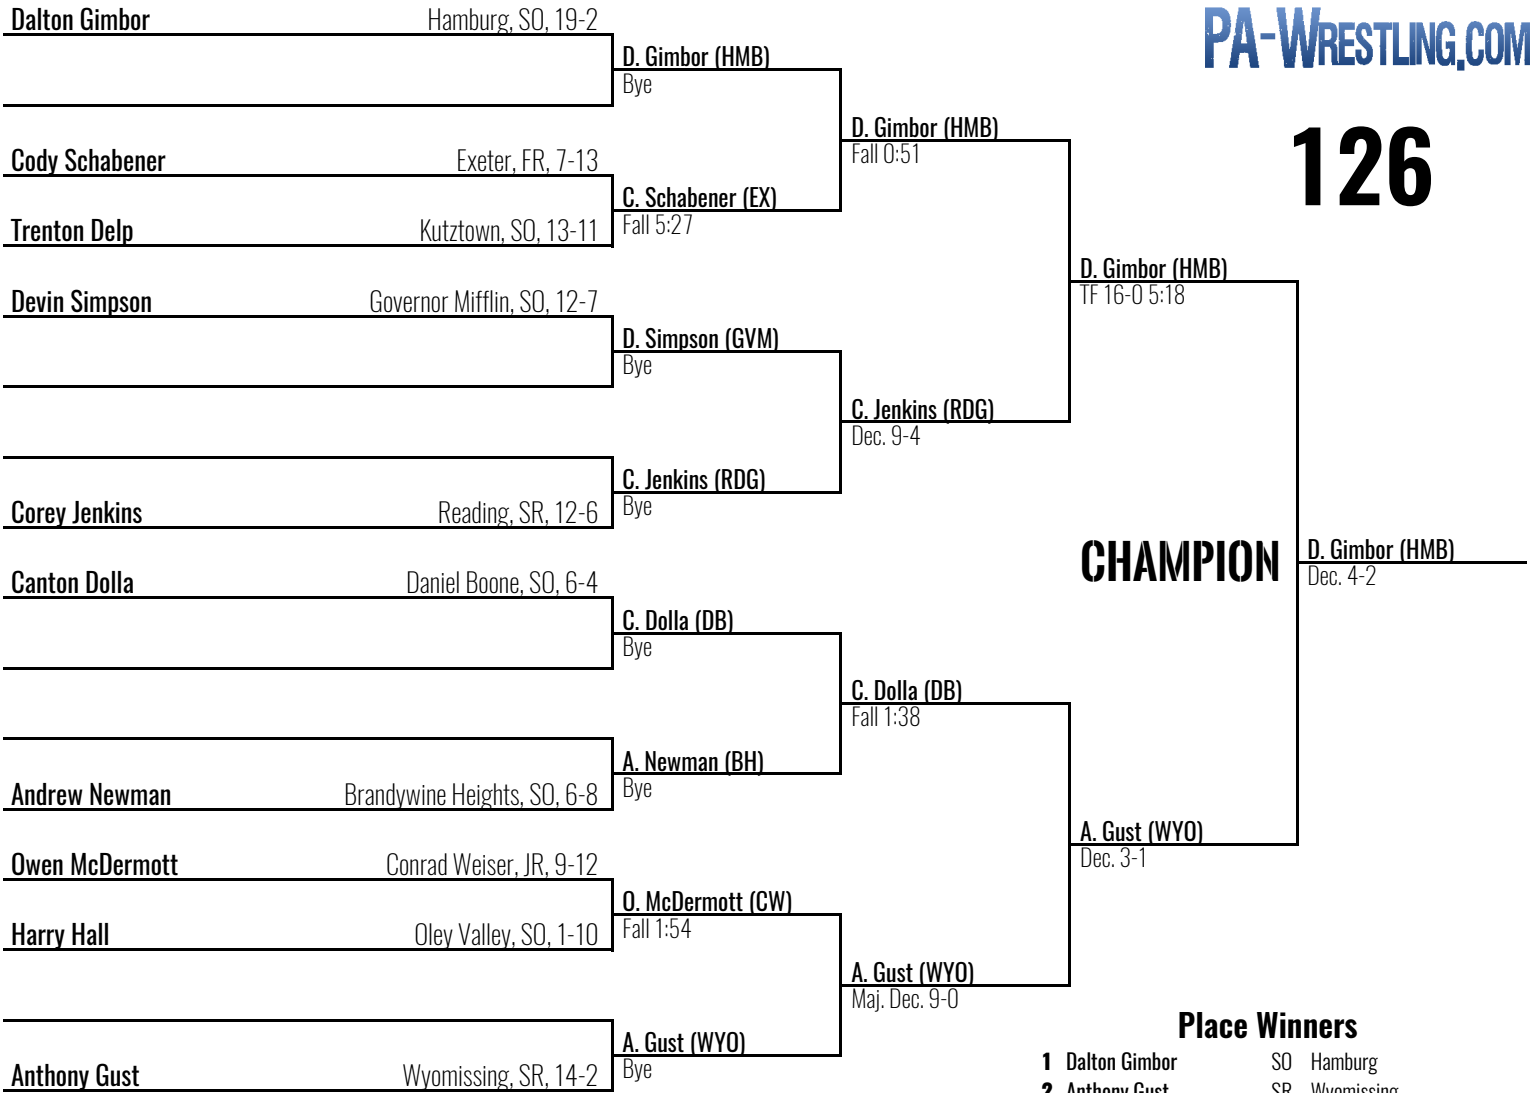 Dalton Gimbor Hamburg, SO, 19-2
PA-WRESTLING.COM
D. Gimbor (HMB)
Bye
D. Gimbor (HMB)
Fall 0:51
126
Cody Schabener Exeter, FR, 7-13
C. Schabener (EX)
Fall 5:27
Trenton Delp Kutztown, SO, 13-11
D. Gimbor (HMB)
TF 16-0 5:18
Devin Simpson Governor Mifflin, SO, 12-7
D. Simpson (GVM)
Bye
C. Jenkins (RDG)
Dec. 9-4
C. Jenkins (RDG)
Bye
Corey Jenkins Reading, SR, 12-6
CHAMPION
D. Gimbor (HMB)
Dec. 4-2
Canton Dolla Daniel Boone, SO, 6-4
C. Dolla (DB)
Bye
C. Dolla (DB)
Fall 1:38
A. Newman (BH)
Bye
Andrew Newman Brandywine Heights, SO, 6-8
A. Gust (WYO)
Dec. 3-1
Owen McDermott Conrad Weiser, JR, 9-12
O. McDermott (CW)
Fall 1:54
Harry Hall Oley Valley, SO, 1-10
A. Gust (WYO)
Maj. Dec. 9-0
A. Gust (WYO)
Bye
Anthony Gust Wyomissing, SR, 14-2
Place Winners
1 Dalton Gimbor SO Hamburg
2 Anthony Gust SR Wyomissing